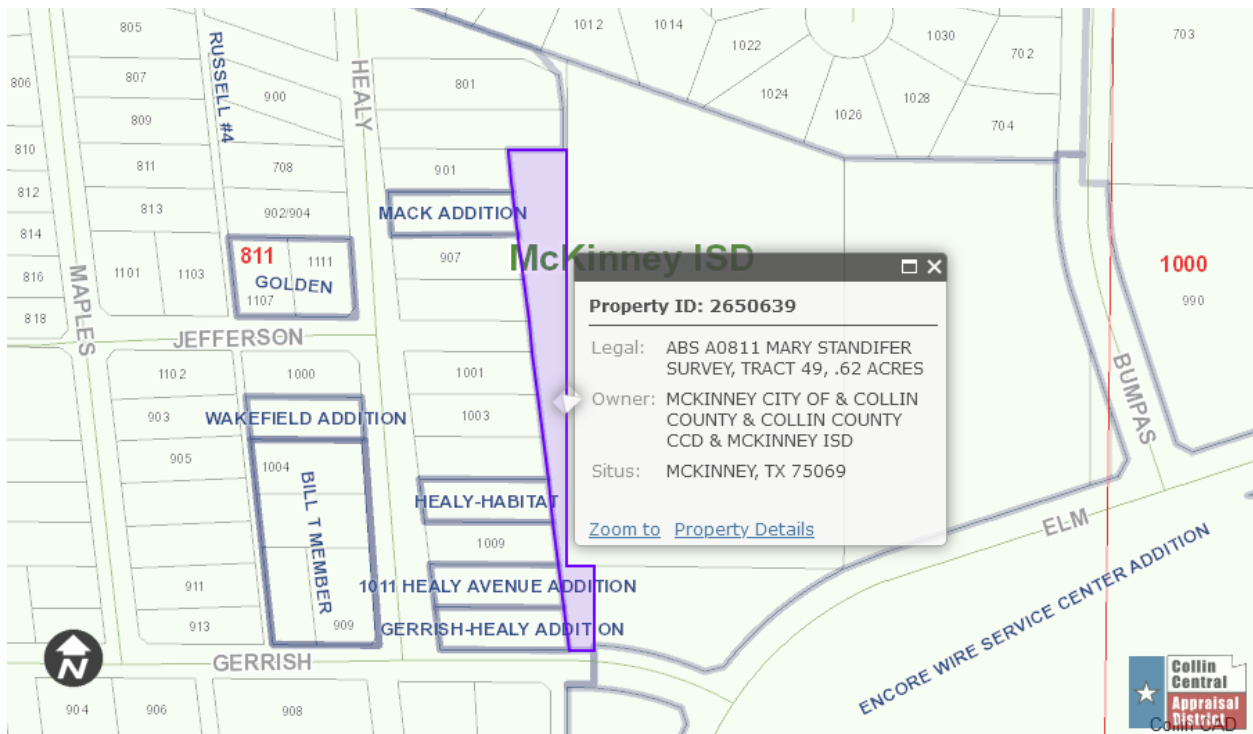 805
1012
1014
1022
1030
702
703
806
807
RUSSELL #4
HEALY
801
900
1024
1028
1026
704
809
810
811
708
901
812
813
902/904
MACK ADDITION
814
McKinney ISD
811
1111
907
1101
1103
GOLDEN
1107
816
MAPLES
818
1000
990
JEFFERSON
Property ID: 2650639
Legal: ABS A0811 MARY STANDIFER
SURVEY, TRACT 49, .62 ACRES
Owner: MCKINNEY CITY OF & COLLIN
COUNTY & COLLIN COUNTY
CCD & MCKINNEY ISD
Situs: MCKINNEY, TX 75069
Zoom to Property Details
1102
1000
1001
BUMPAS
903
WAKEFIELD ADDITION
1003
905
1004
BILL T MEMBER
HEALY-HABITAT
1009
ELM
911
1011 HEALY AVENUE ADDITION
913
909
GERRISH-HEALY ADDITION
ENCORE WIRE SERVICE CENTER ADDITION
N
GERRISH
904
906
908
Collin
Central
Appraisal
District
Collin CAD